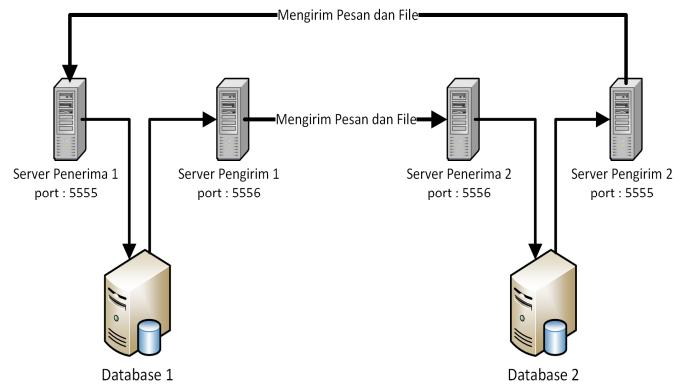 Mengirim Pesan dan File
Mengirim Pesan dan File
Server Penerima 1
port : 5555
Server Pengirim 1
port : 5556
Server Penerima 2
port : 5556
Server Pengirim 2
port : 5555
Database 1
Database 2